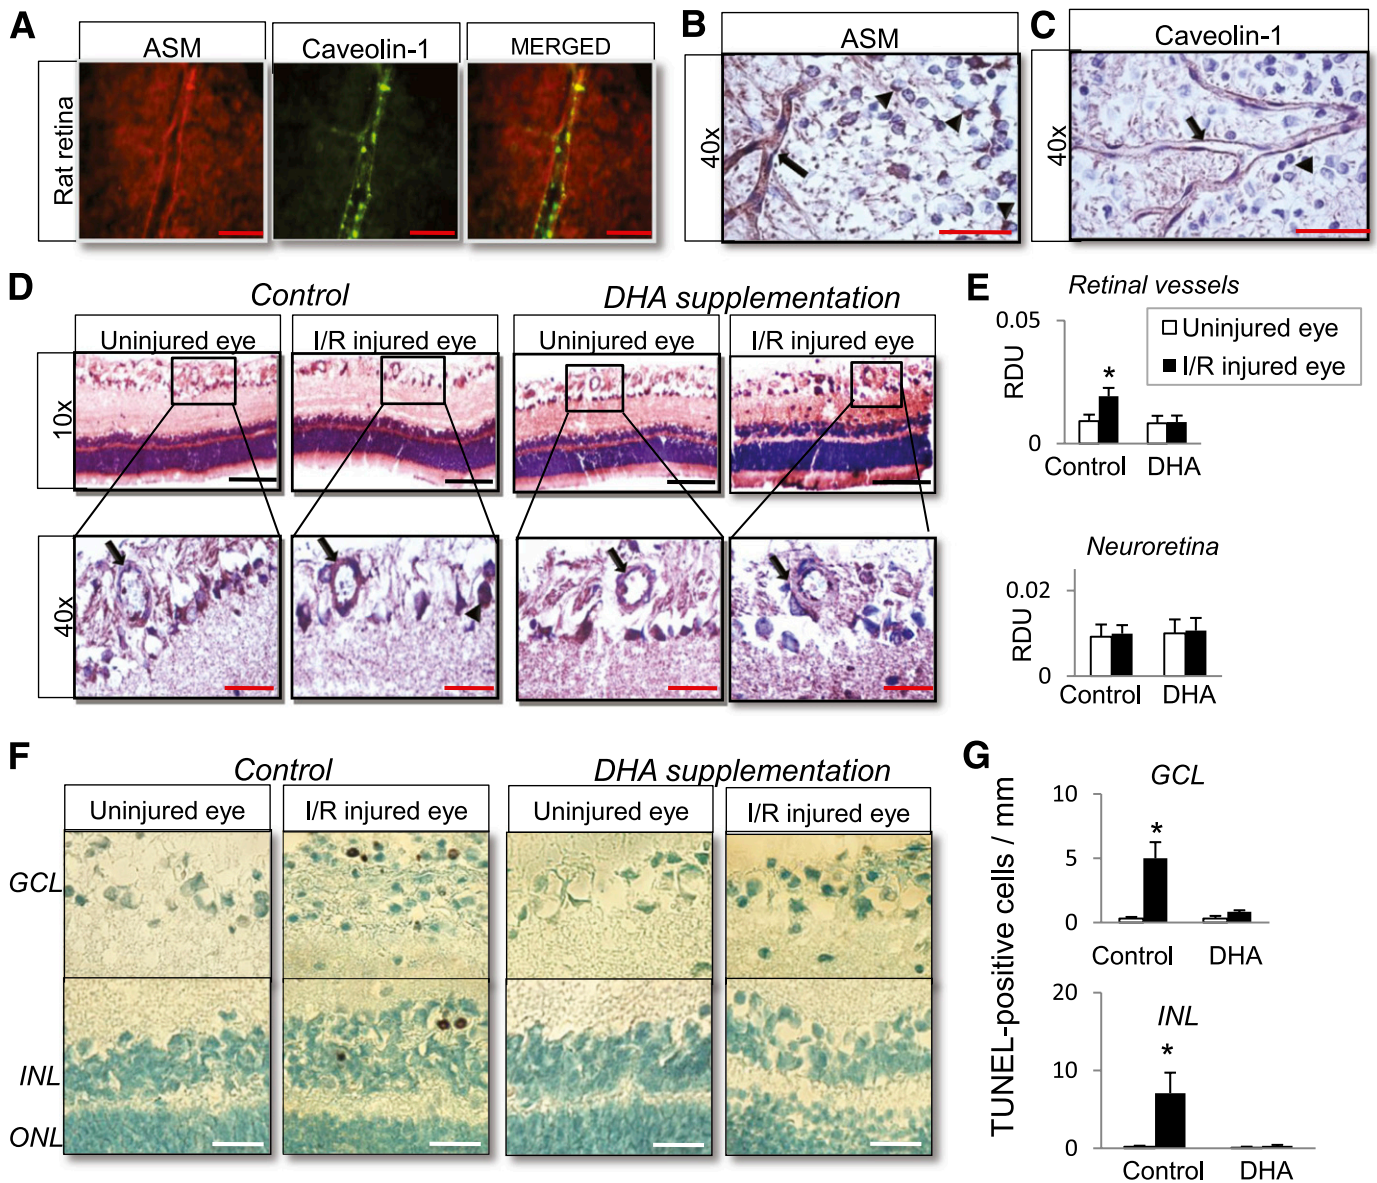 A
ASM
Caveolin-1
MERGED
Rat retina
B
ASM
40x
C
Caveolin-1
40x
D
Control
DHA supplementation
Uninjured eye
I/R injured eye
Uninjured eye
I/R injured eye
10x
40x
E
Retinal vessels
Uninjured eye
I/R injured eye
RDU
0.05
*
0
Control
DHA
Neuroretina
RDU
0.02
0
Control
DHA
F
Control
DHA supplementation
Uninjured eye
I/R injured eye
Uninjured eye
I/R injured eye
GCL
INL
ONL
G
TUNEL-positive cells / mm
GCL
10
5
0
*
Control
DHA
INL
20
10
0
*
Control
DHA